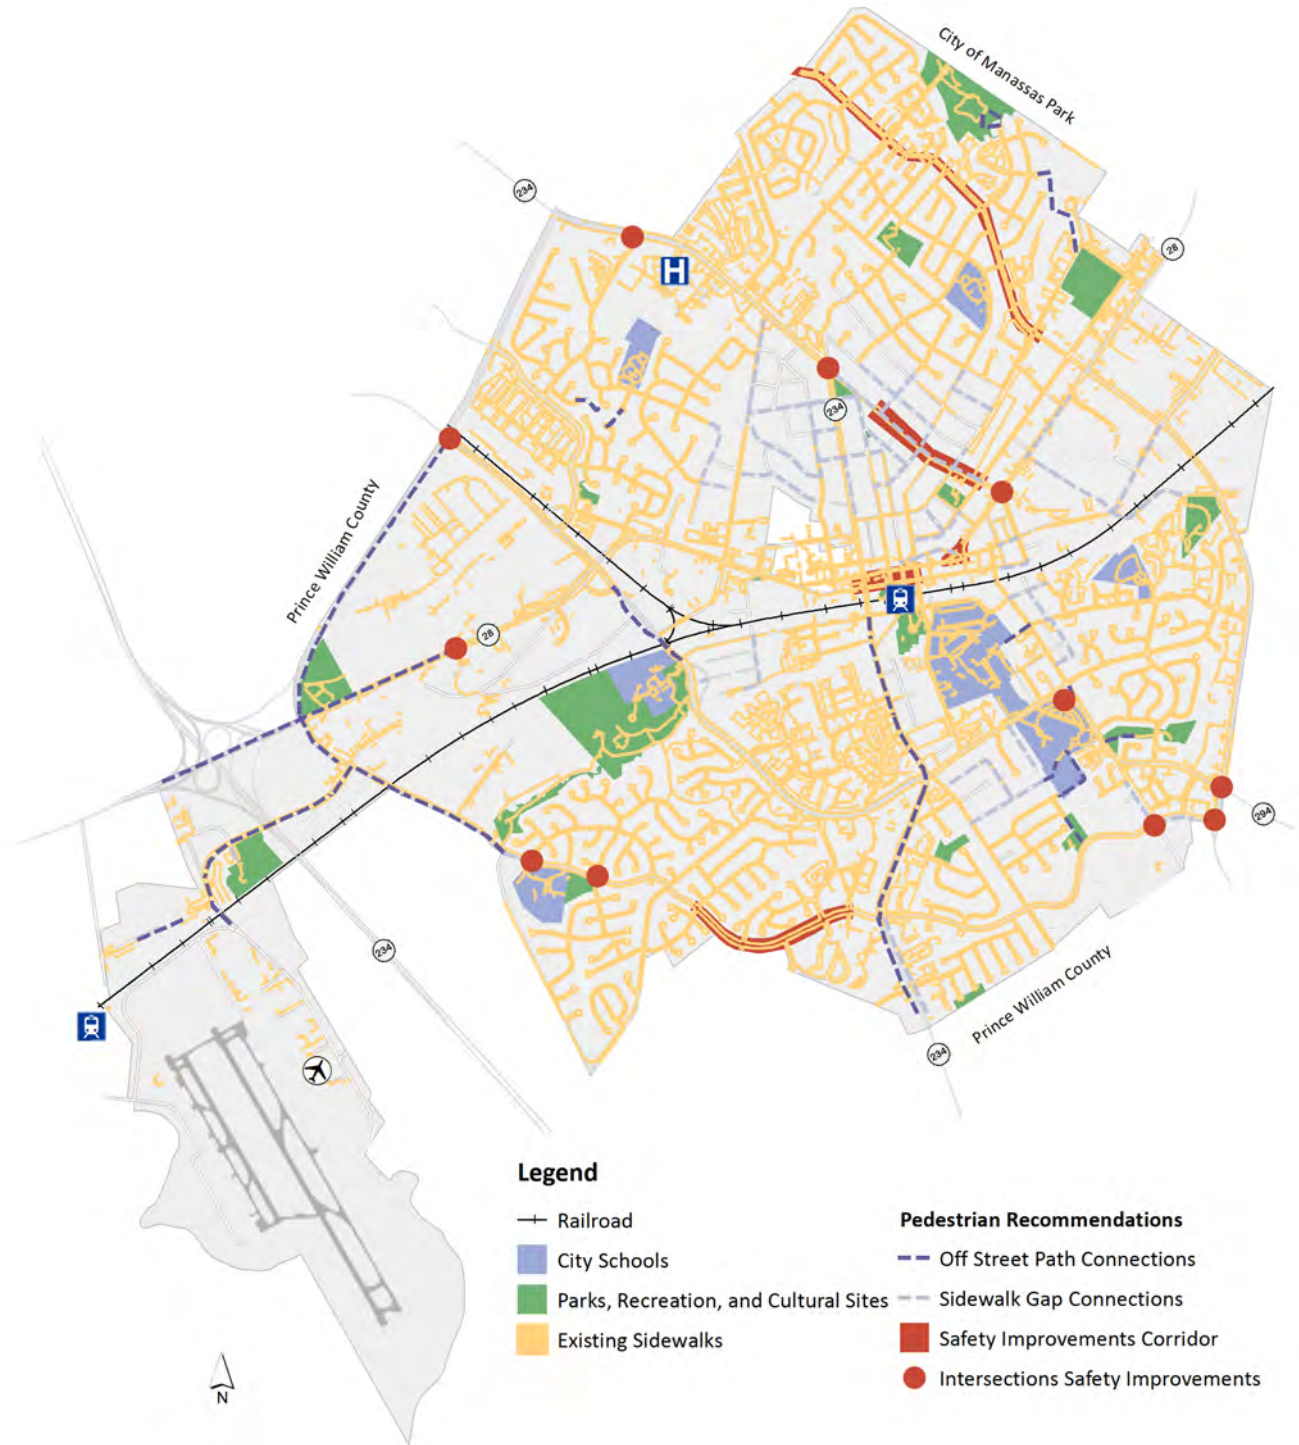 City of Manassas Park
234
28
H
234
Prince William County
28
294
234
Prince William County
234
Legend
Railroad
City Schools
Parks, Recreation, and Cultural Sites
Existing Sidewalks
Pedestrian Recommendations
Off Street Path Connections
Sidewalk Gap Connections
Safety Improvements Corridor
Intersections Safety Improvements
N